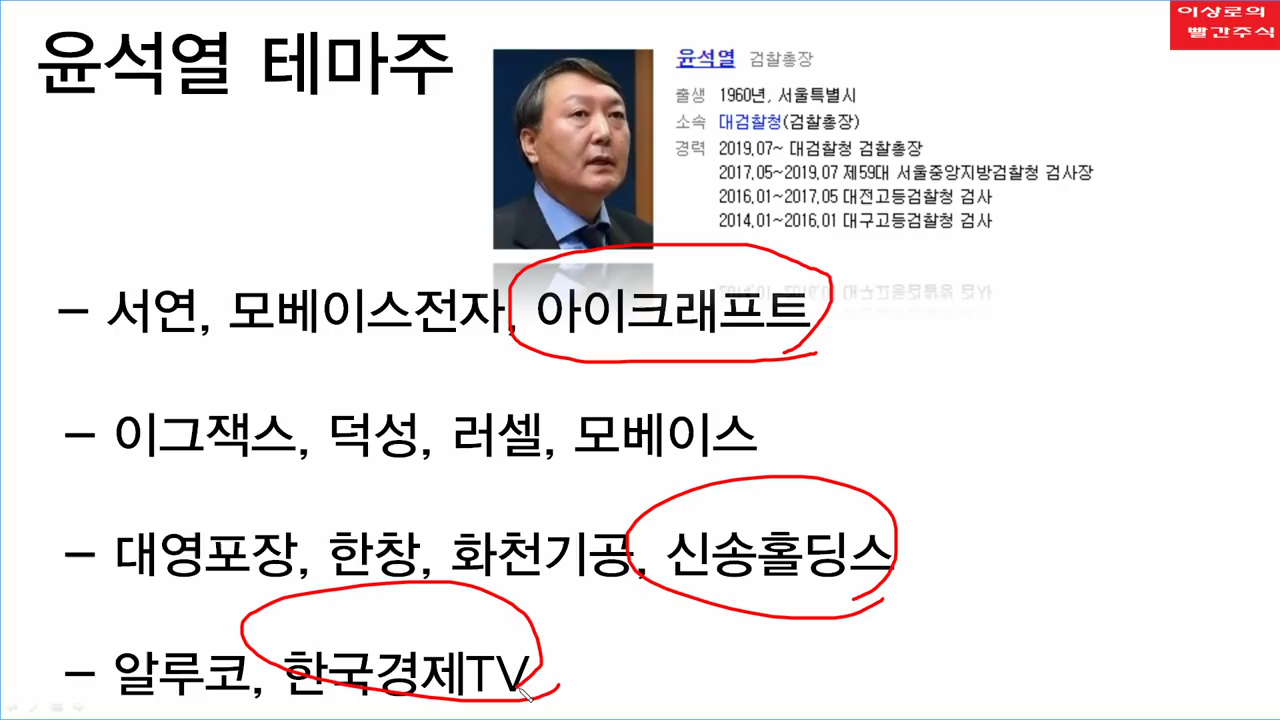 이상로의
빨간주식
윤석열 테마주
윤석열 검찰총장
출생 1960년, 서울특별시
소속 대검찰청(검찰총장)
경력 2019.07~ 대검찰청 검찰총장
2017.05~2019.07 제59대 서울중앙지방검찰청 검사장
2016.01~2017.05 대전고등검찰청 검사
2014.01~2016.01 대구고등검찰청 검사
- 서연, 모베이스전자, 아이크래프트
- 이그잭스, 덕성, 러셀, 모베이스
- 대영포장, 한창, 화천기공, 신송홀딩스
- 알루코, 한국경제TV